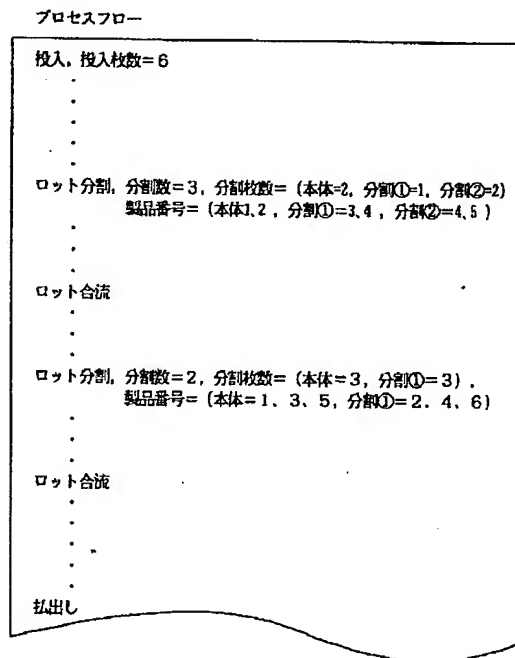 プロセスフロー
投入, 投入枚数=6
ロット分割, 分割数=3, 分割枚数= (本体=2, 分割①=1, 分割②=2)
製品番号= (本体1,2 , 分割①=3,4 , 分割②=4,5 )
ロット合流
ロット分割, 分割数=2, 分割枚数= (本体=3, 分割①=3) .
製品番号= (本体=1、3、5, 分割①=2、4、6)
ロット合流
払出し